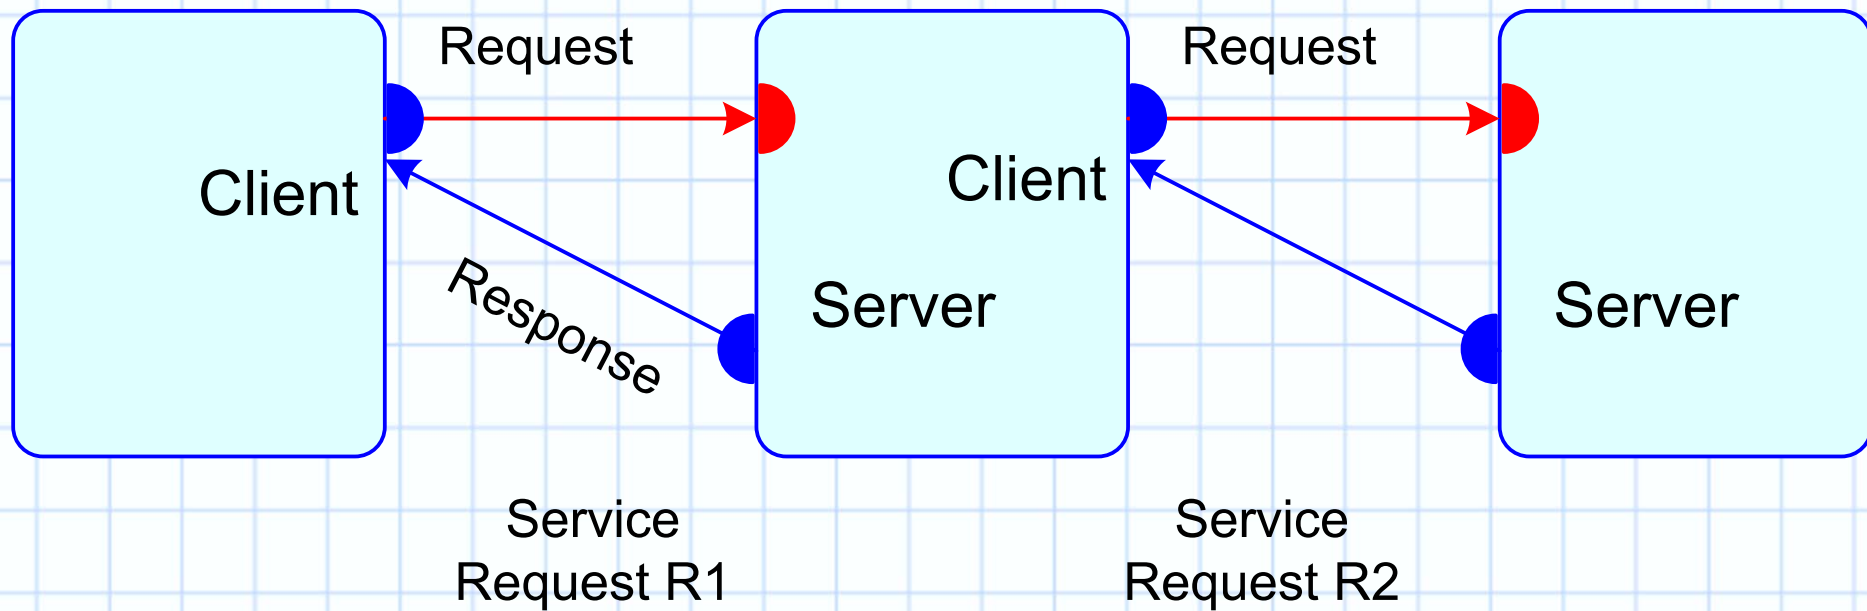 Request
Request
Client
Client
Response
Server
Server
Service
Request R1
Service
Request R2